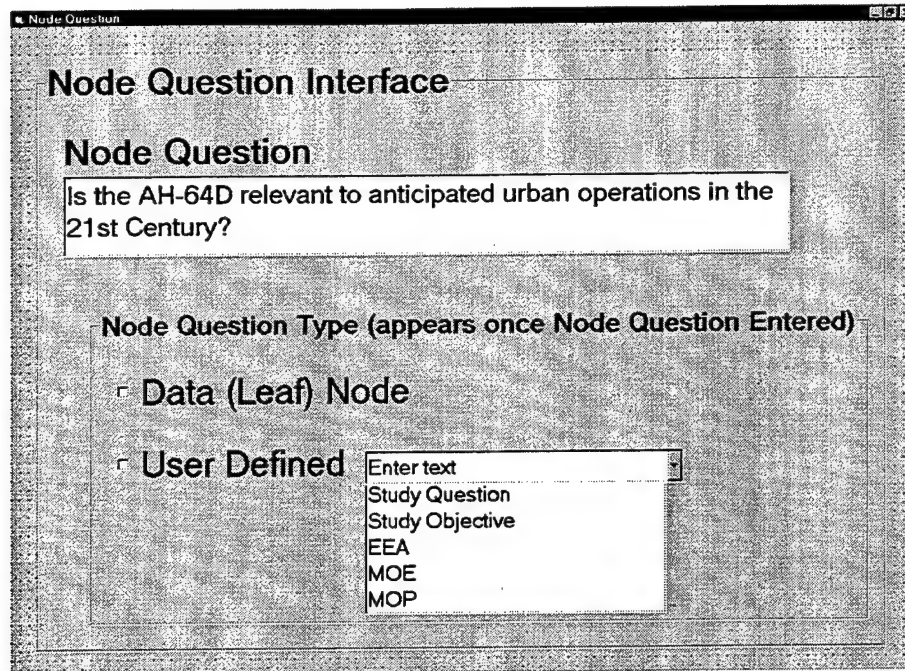 Node Question
Node Question Interface
Node Question
Is the AH-64D relevant to anticipated urban operations in the
21st Century?
Node Question Type (appears once Node Question Entered)
Data (Leaf) Node
User Defined
Enter text
Study Question
Study Objective
EEA
MOE
MOP